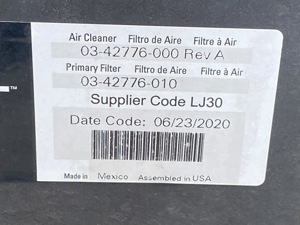 Air Cleaner Filtro de Aire Filtre à Air
03-42776-000 Rev A
Primary Filter Filtro de Aire Filtre à Air
03-42776-010
Supplier Code LJ30
Date Code: 06/23/2020
Made in Mexico Assembled in USA
TM